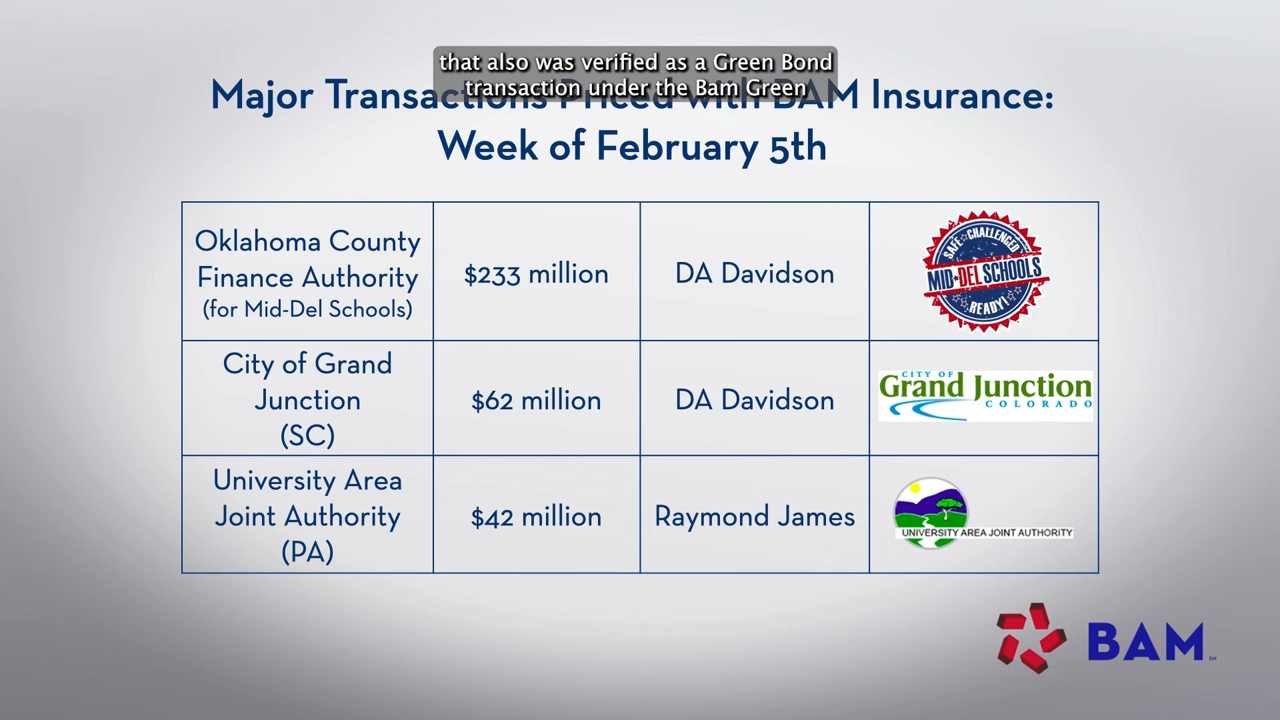 that also was verified as a Green Bond
transaction under the Bam Green
Major Transactions Priced with BAM Insurance:
Week of February 5th
Oklahoma County
Finance Authority
(for Mid-Del Schools)
$233 million
DA Davidson
SAFE CHALLENGED
MID-DEL SCHOOLS
READY!
City of Grand
Junction
(SC)
$62 million
DA Davidson
CITY OF
Grand Junction
COLORADO
University Area
Joint Authority
(PA)
$42 million
Raymond James
UNIVERSITY AREA JOINT AUTHORITY
BAM
SM